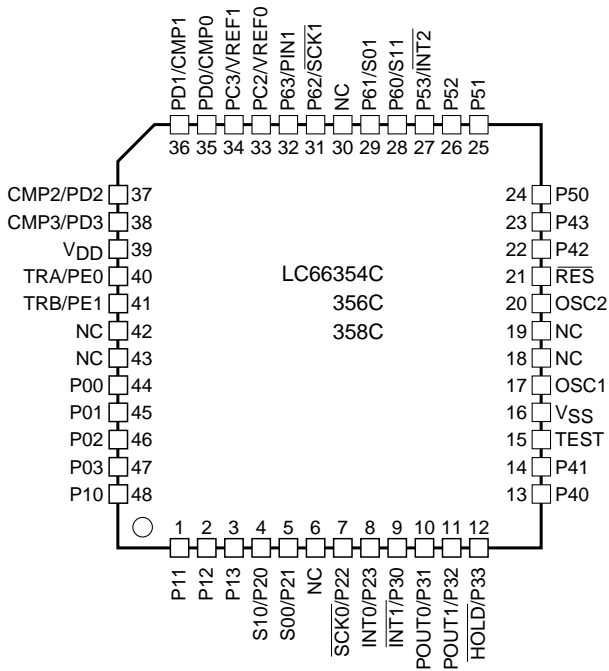 PD1/CMP1
PD0/CMP0
PC3/VREF1
PC2/VREF0
P63/PIN1
P62/SCK1
NC
P61/S01
P60/S11
P53/INT2
P52
P51
36 35 34 33 32 31 30 29 28 27 26 25
CMP2/PD2 37
CMP3/PD3 38
VDD 39
TRA/PE0 40
TRB/PE1 41
NC 42
NC 43
P00 44
P01 45
P02 46
P03 47
P10 48
LC66354C
356C
358C
24 P50
23 P43
22 P42
21 RES
20 OSC2
19 NC
18 NC
17 OSC1
16 VSS
15 TEST
14 P41
13 P40
1 2 3 4 5 6 7 8 9 10 11 12
P11
P12
P13
S10/P20
S00/P21
NC
SCK0/P22
INT0/P23
INT1/P30
POUT0/P31
POUT1/P32
HOLD/P33